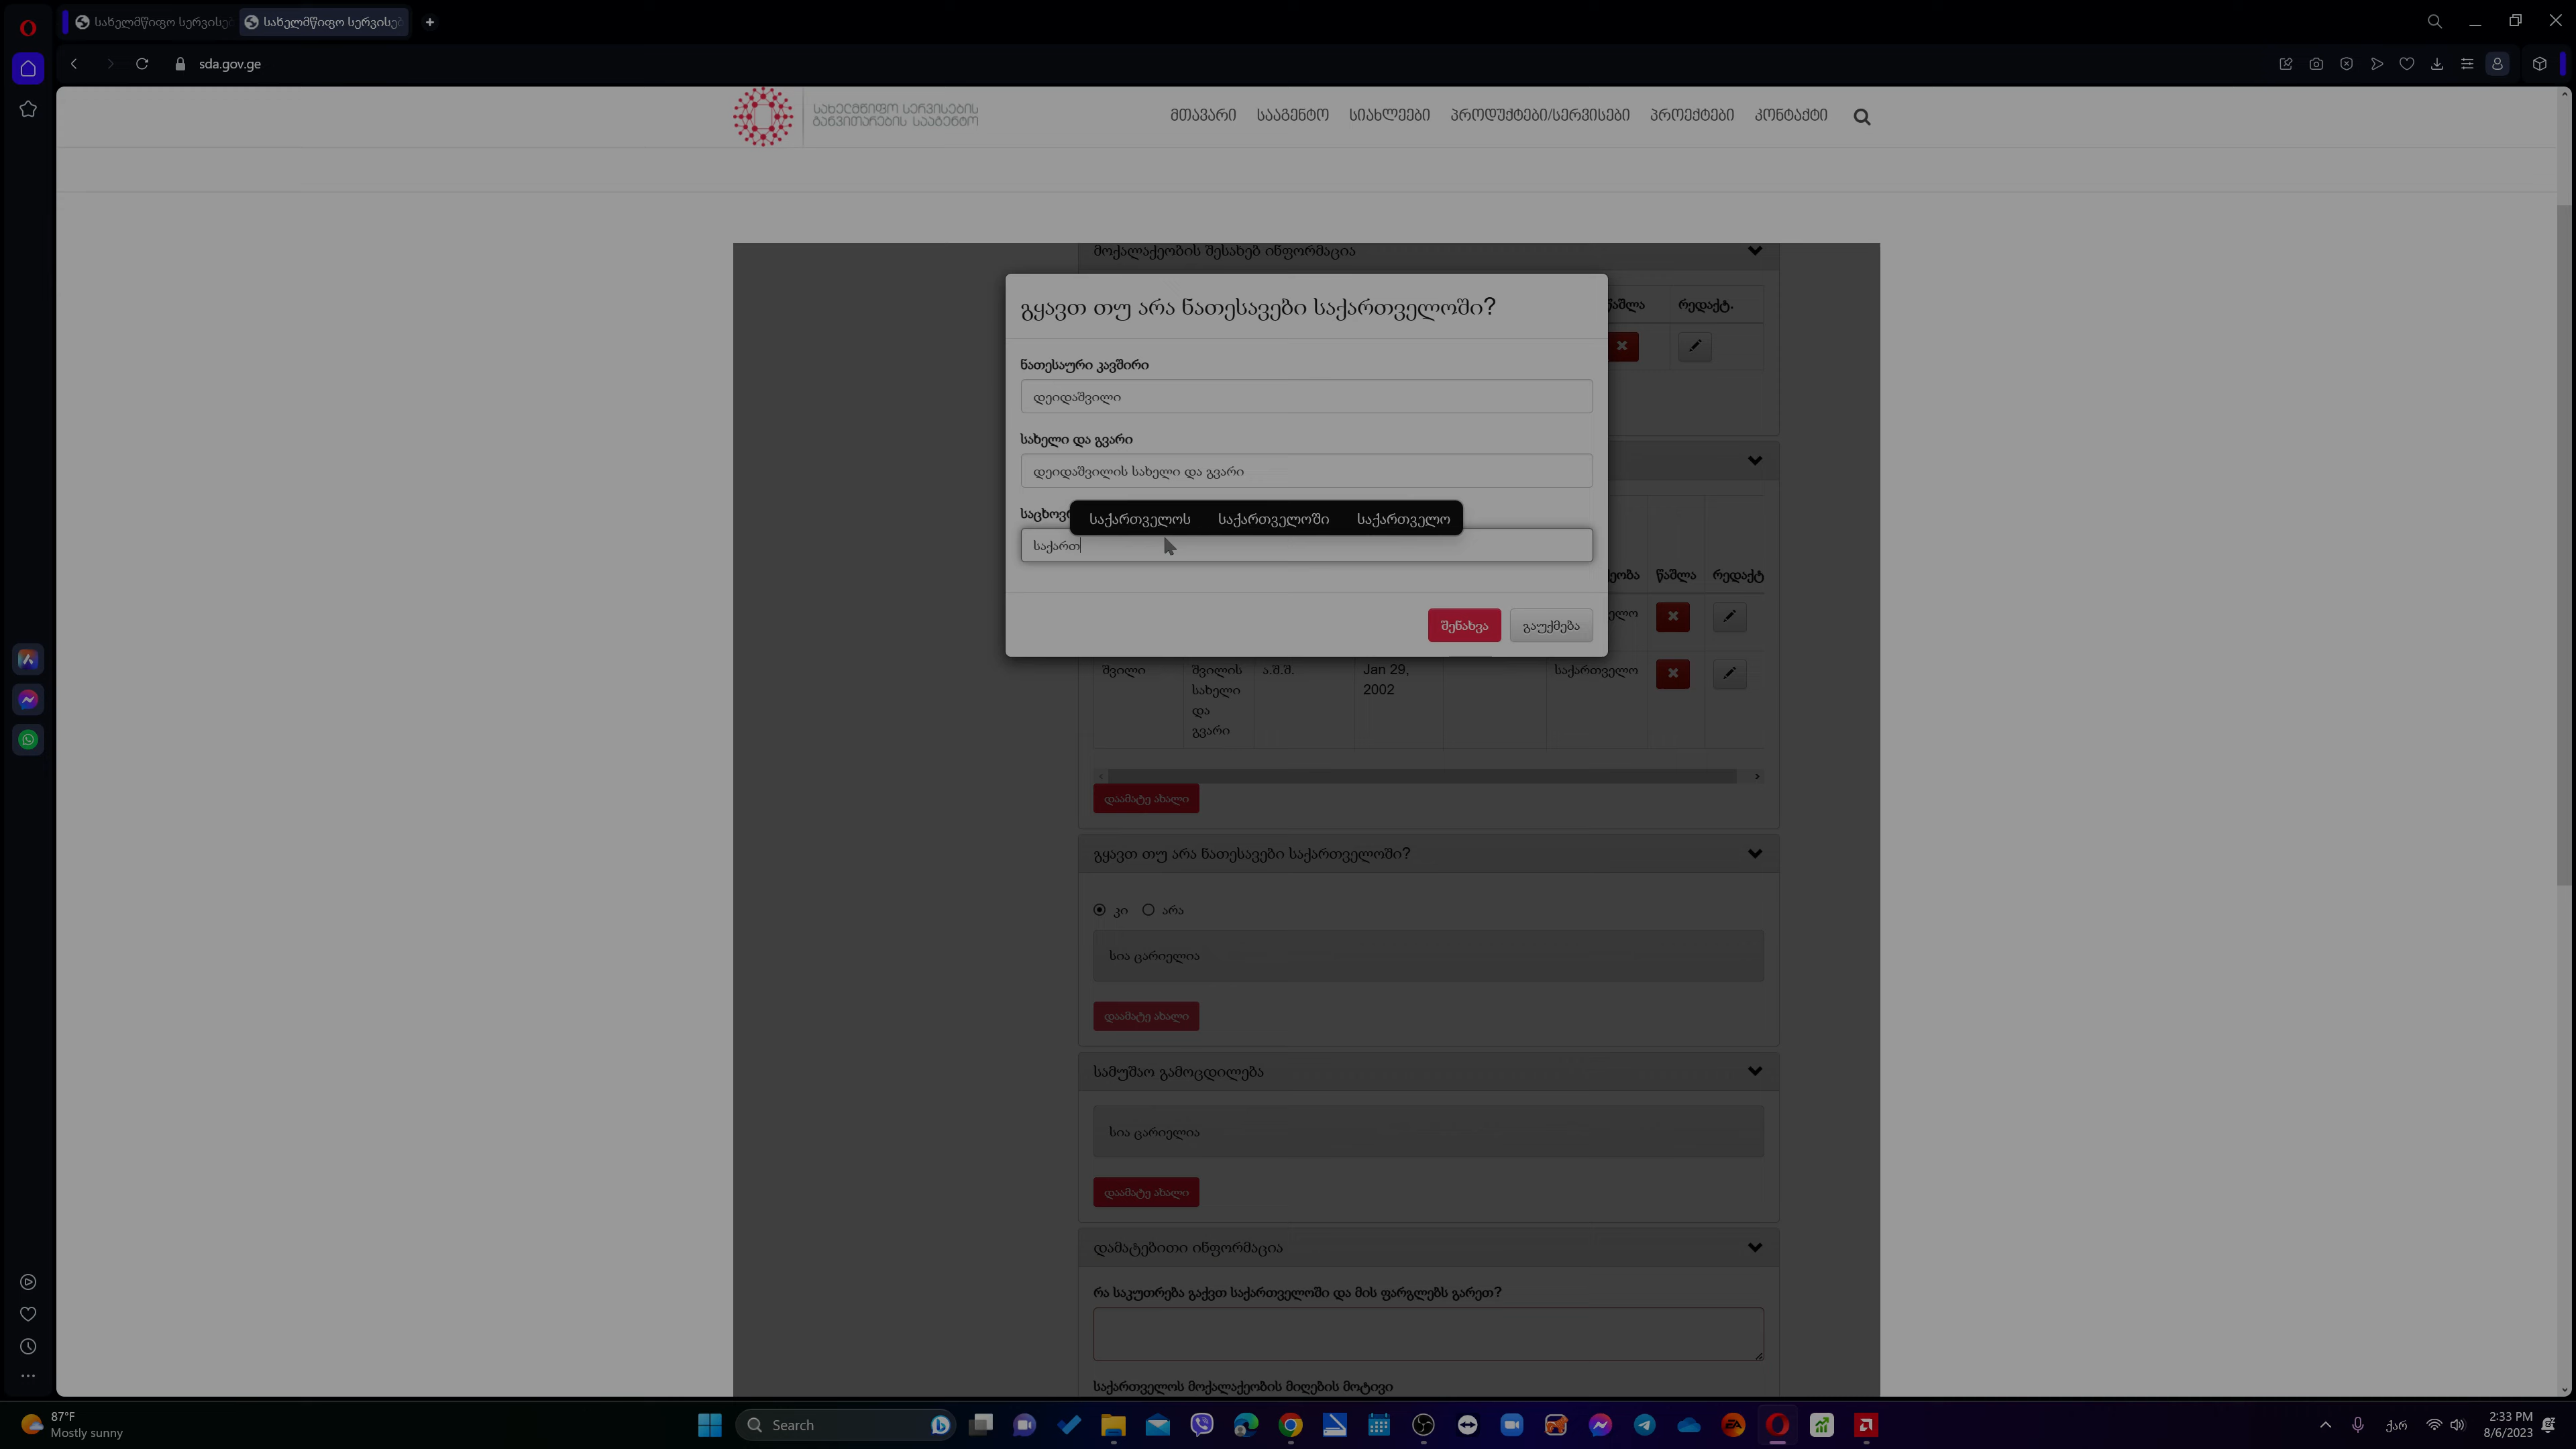 სახელმწიფო სერვისებ
სახელმწიფო სერვისებ
sda.gov.ge
სახელმწიფო სერვისების
განვითარების სააგენტო
მთავარი
სააგენტო
სიახლეები
პროდუქტები/სერვისები
პროექტები
კონტაქტი
მოქალაქეობის შესახებ ინფორმაცია
გყავთ თუ არა ნათესავები საქართველოში?
რედაქტ.
ნათესაური კავშირი
დეიდაშვილი
სახელი და გვარი
დეიდაშვილის სახელი და გვარი
საქართველოს
საქართველოში
საქართველო
საქართ
წაშლა
რედაქტ
შენახვა
გაუქმება
შვილი
შვილის
სახელი
და
გვარი
ა.შ.შ.
Jan 29,
2002
საქართველო
დაამატე ახალი
გყავთ თუ არა ნათესავები საქართველოში?
კი
არა
სია ცარიელია
დაამატე ახალი
სამუშაო გამოცდილება
სია ცარიელია
დაამატე ახალი
დამატებითი ინფორმაცია
რა საკუთრება გაქვთ საქართველოში და მის ფარგლებს გარეთ?
საქართველოს მოქალაქეობის მიღების მოტივი
87°F
Mostly sunny
Search
EA
ქარ
2:33 PM
8/6/2023